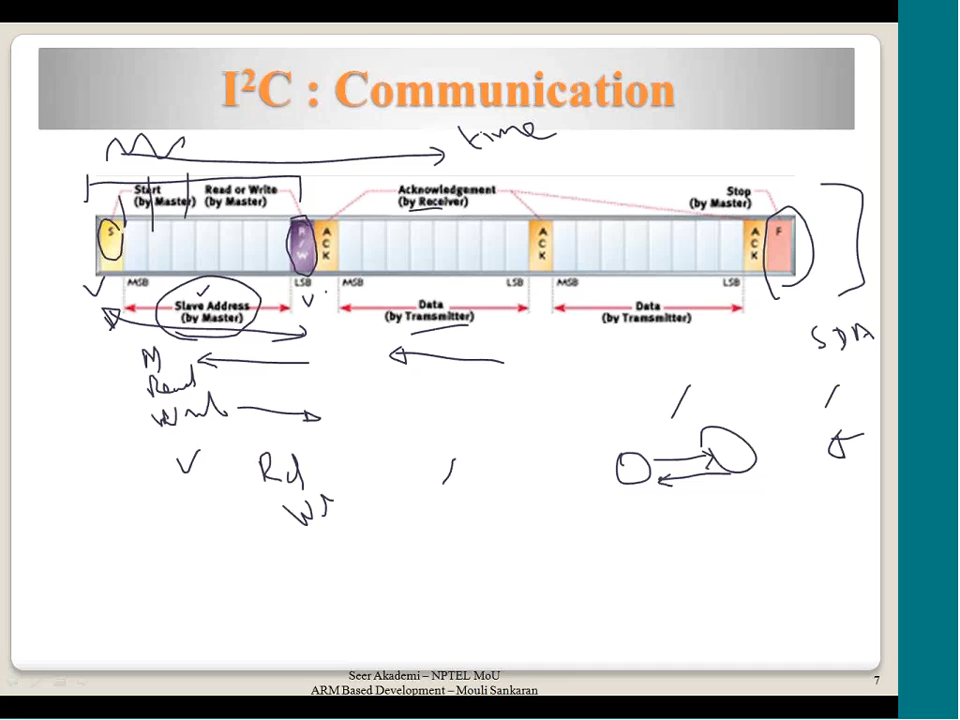 I²C : Communication
time
Start
(by Master)
Read or Write
(by Master)
Acknowledgement
(by Receiver)
Stop
(by Master)
S
R/W
ACK
ACK
ACK
F
MSB
LSB
MSB
LSB
MSB
LSB
Slave Address
(by Master)
Data
(by Transmitter)
Data
(by Transmitter)
SDA
M
Read
Rd
Wr
Seer Akademi – NPTEL MoU
ARM Based Development – Mouli Sankaran
7